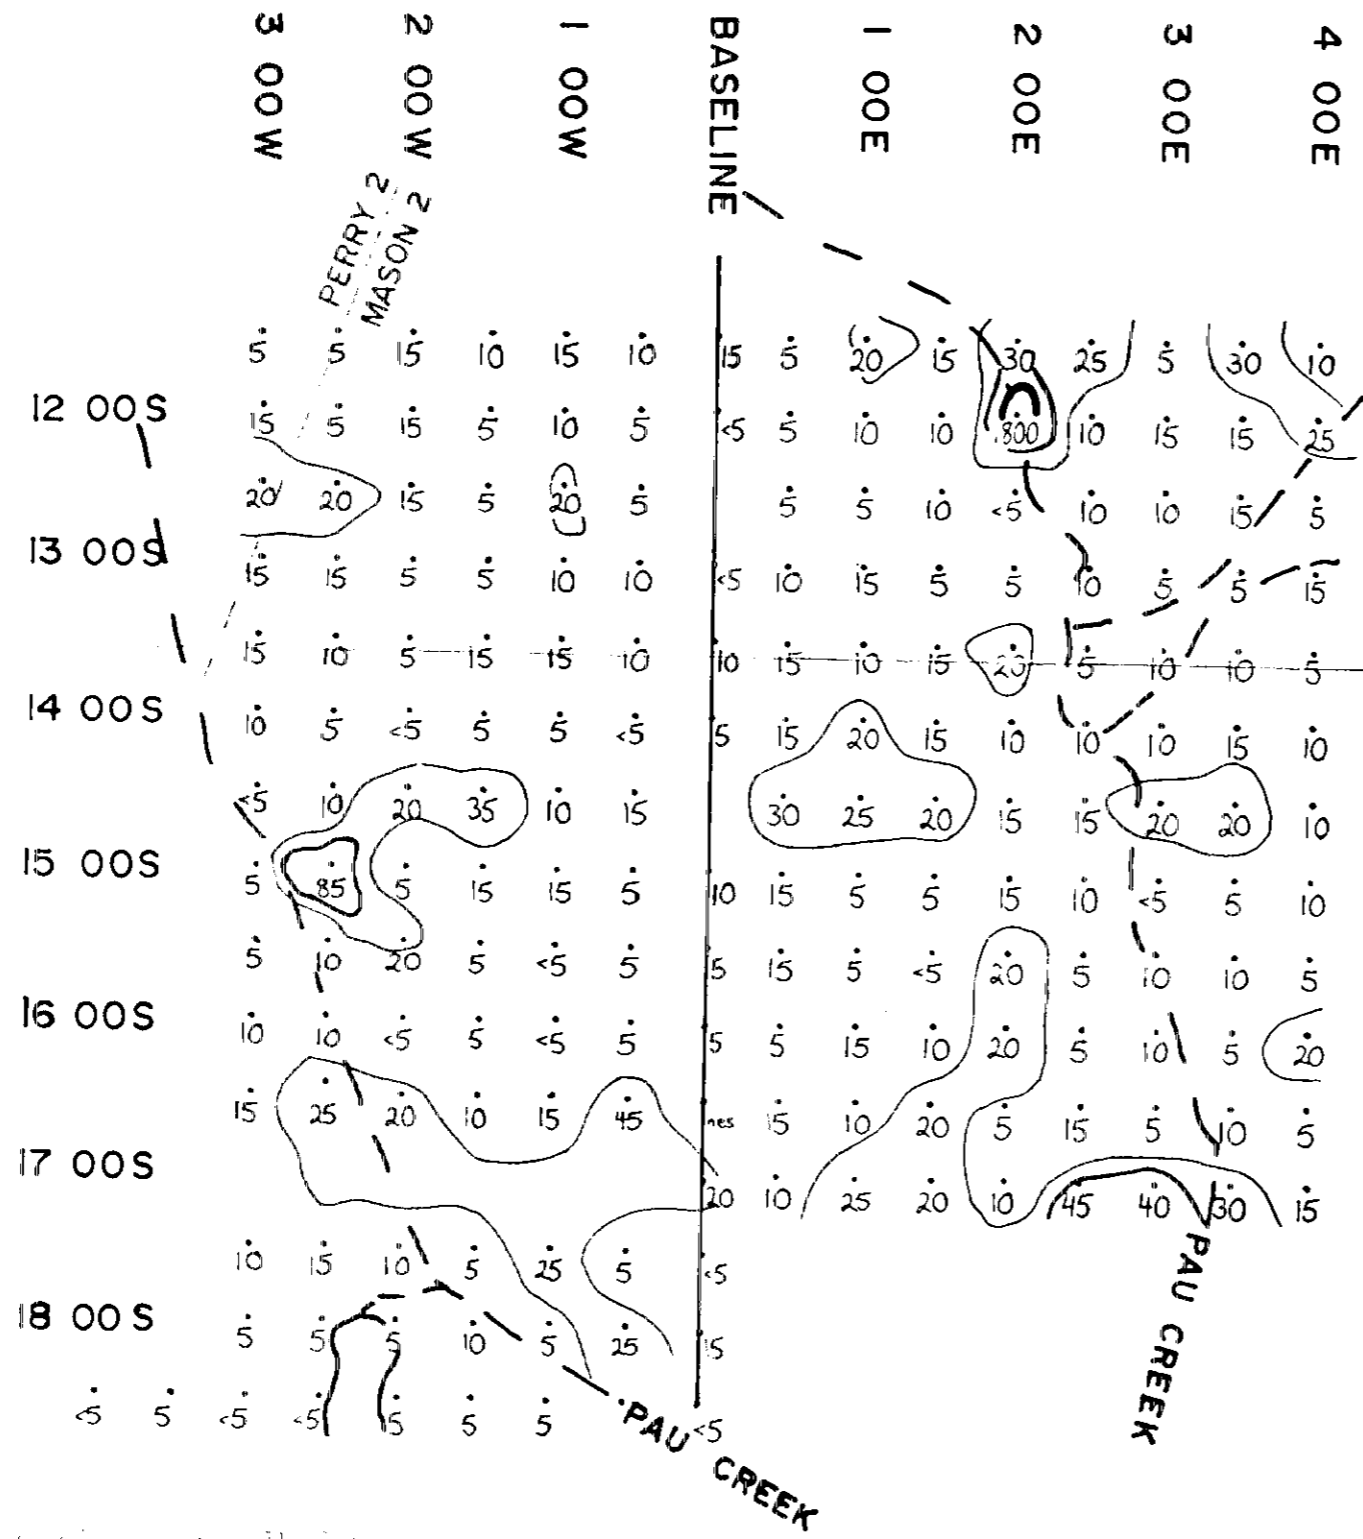 3 00W 2 00W 1 00W BASELINE 1 00E 2 00E 3 00E 4 00E
PERRY 2
MASON 2
5 5 15 10 15 10 15 5 20 15 30 25 5 30 10
12 00S
15 5 15 5 10 5 <5 5 10 10 800 10 15 15 25
20 20 15 5 20 5 5 5 10 <5 10 10 15 5
13 00S
15 15 5 5 10 10 <5 10 15 5 5 10 5 5 15
15 10 5 15 15 10 10 15 10 15 20 5 10 10 5
14 00S
10 5 <5 5 5 <5 5 15 20 15 10 10 10 15 10
<5 10 20 35 10 15 30 25 20 15 15 20 20 10
15 00S
5 85 5 15 15 5 10 15 5 5 15 10 <5 5 10
5 10 20 5 <5 5 5 15 5 <5 20 5 10 10 5
16 00S
10 10 <5 5 <5 5 5 5 15 10 20 5 10 5 20
15 25 20 10 15 45 nes 15 10 20 5 15 5 10 5
17 00S
20 10 25 20 10 45 40 30 15
10 15 10 5 25 5 <5
18 00S
5 5 5 10 5 25 15
<5 5 <5 <5 15 5 5 <5
PAU CREEK
PAU CREEK